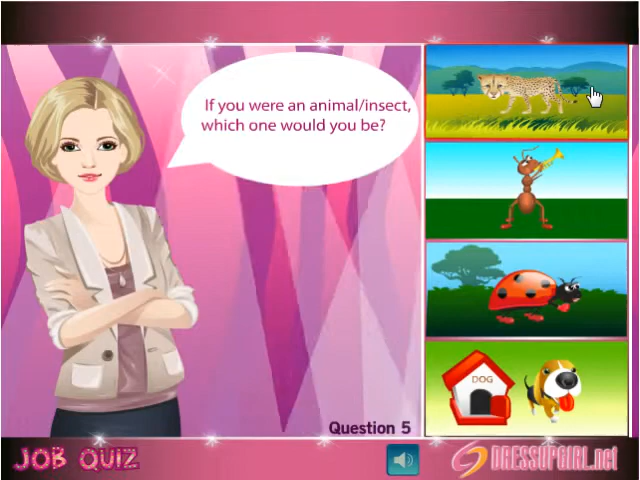 If you were an animal/insect,
which one would you be?
DOG
Question 5
JOB QUIZ
DRESSUPGIRL.net